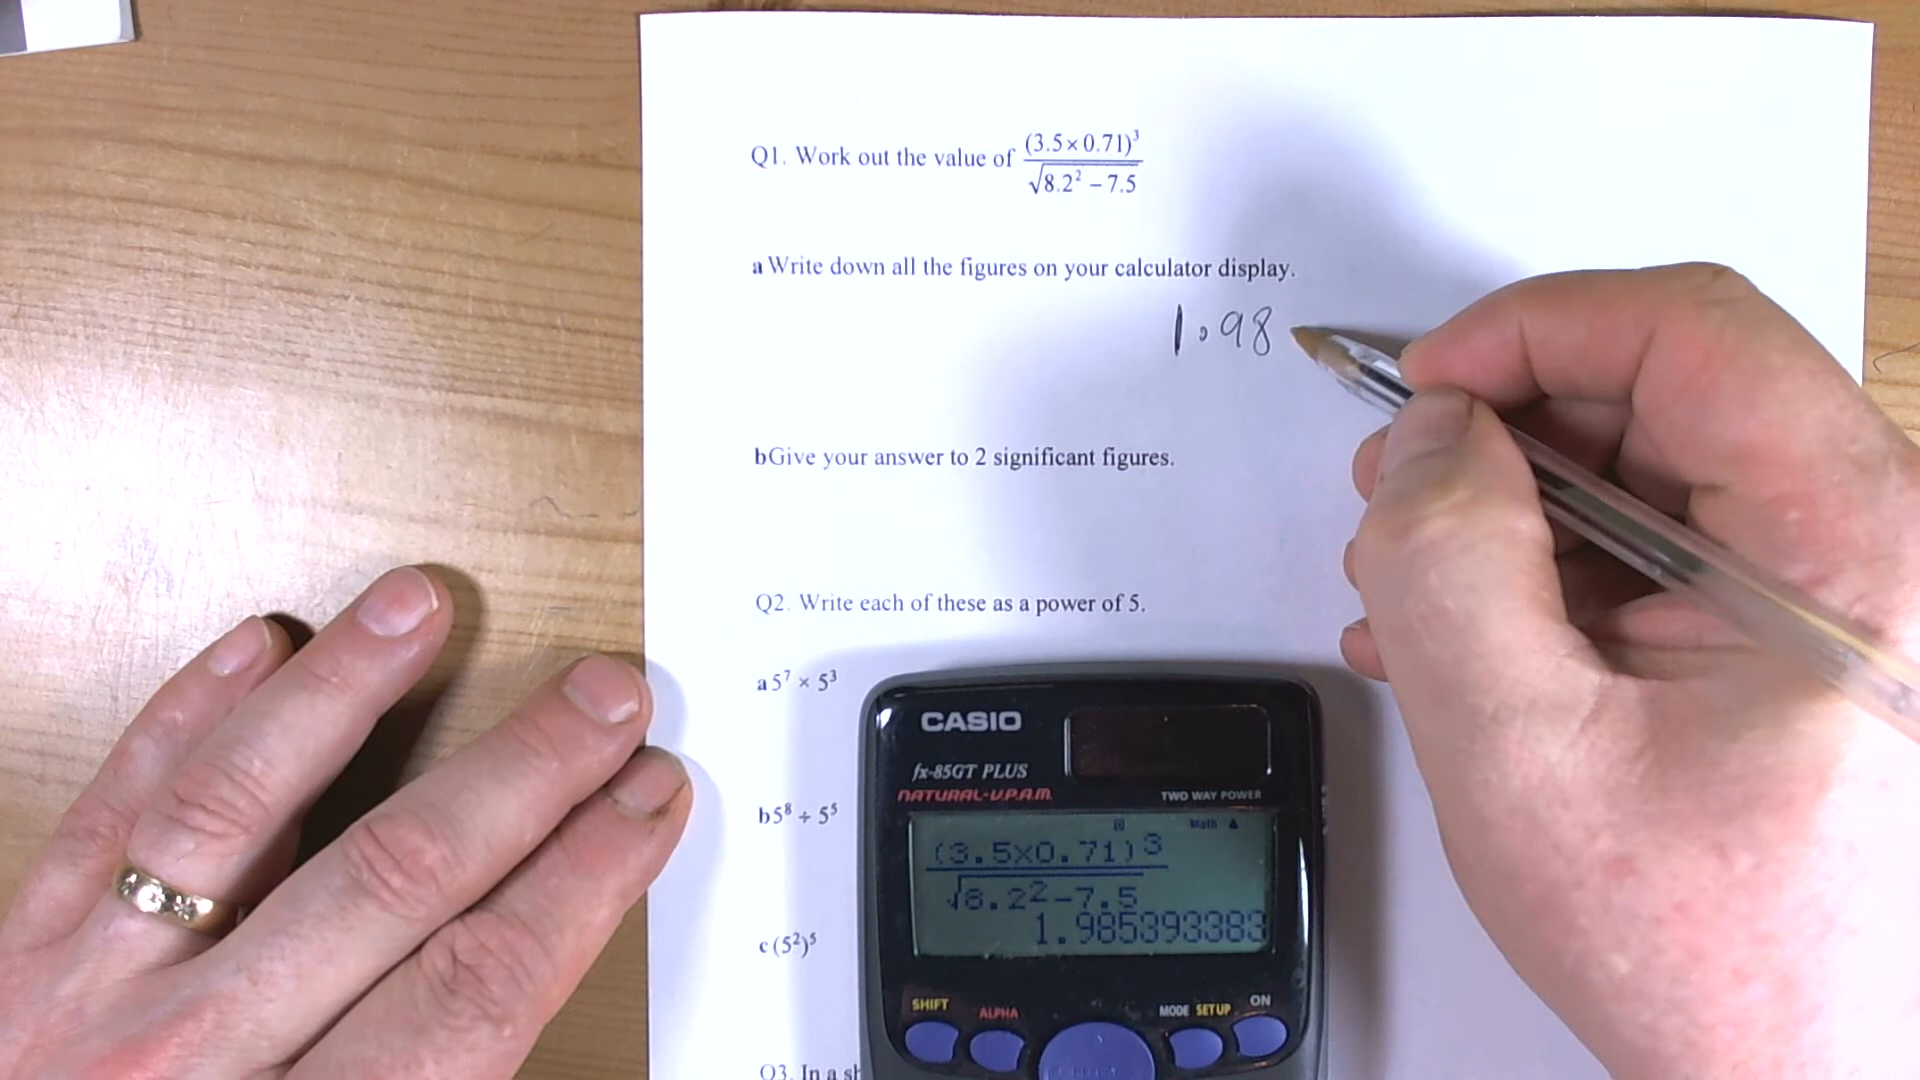 Q1. Work out the value of (3.5×0.71)³
√8.2² − 7.5
a Write down all the figures on your calculator display.
1.98
bGive your answer to 2 significant figures.
Q2. Write each of these as a power of 5.
a 5⁷ × 5³
b5⁸ ÷ 5⁵
c (5²)⁵
Q3. In a
CASIO
fx-85GT PLUS
NATURAL-V.P.A.M.
TWO WAY POWER
D Math ▲
(3.5×0.71)³
√8.2²−7.5
1.985393383
SHIFT
ALPHA
MODE SETUP
ON